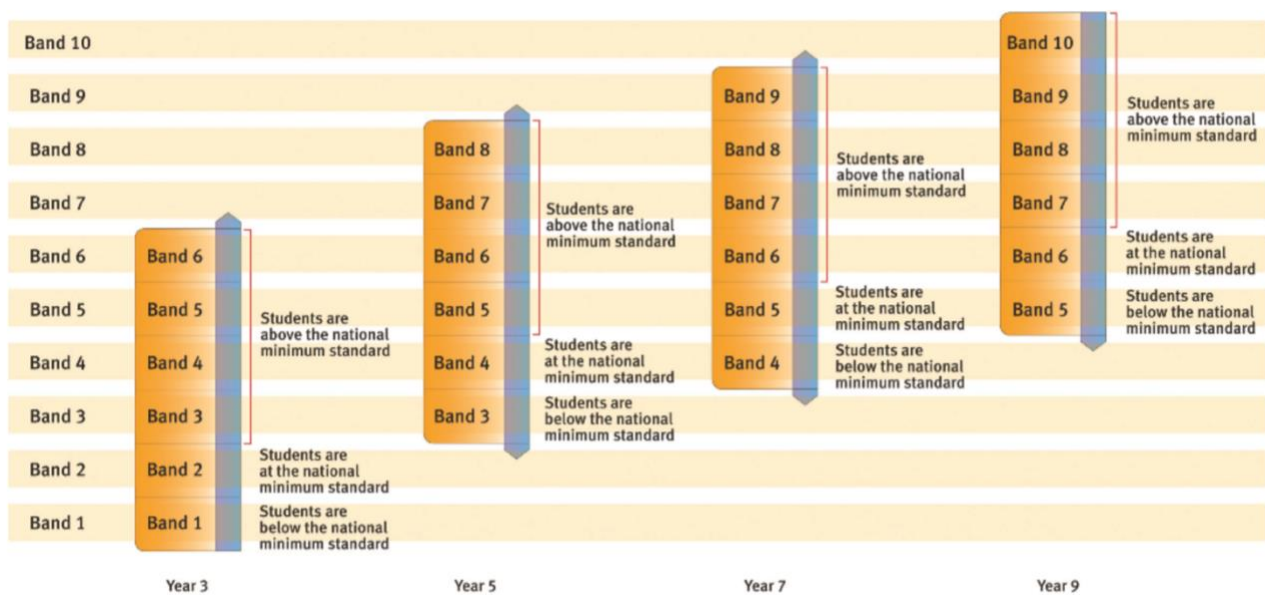 Band 10
Band 9
Band 8
Band 7
Band 6
Band 5
Band 4
Band 3
Band 2
Band 1
Band 6
Band 5
Band 4
Band 3
Band 2
Band 1
Students are
above the national
minimum standard
Students are
at the national
minimum standard
Students are
below the national
minimum standard
Year 3
Band 8
Band 7
Band 6
Band 5
Band 4
Band 3
Students are
above the national
minimum standard
Students are
at the national
minimum standard
Students are
below the national
minimum standard
Year 5
Band 9
Band 8
Band 7
Band 6
Band 5
Band 4
Students are
above the national
minimum standard
Students are
at the national
minimum standard
Students are
below the national
minimum standard
Year 7
Band 10
Band 9
Band 8
Band 7
Band 6
Band 5
Students are
above the national
minimum standard
Students are
at the national
minimum standard
Students are
below the national
minimum standard
Year 9